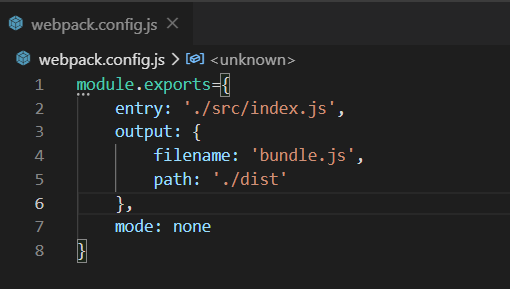 webpack.config.js ×
webpack.config.js > <unknown>
1 module.exports={
2     entry: './src/index.js',
3     output: {
4         filename: 'bundle.js',
5         path: './dist'
6     },
7     mode: none
8 }